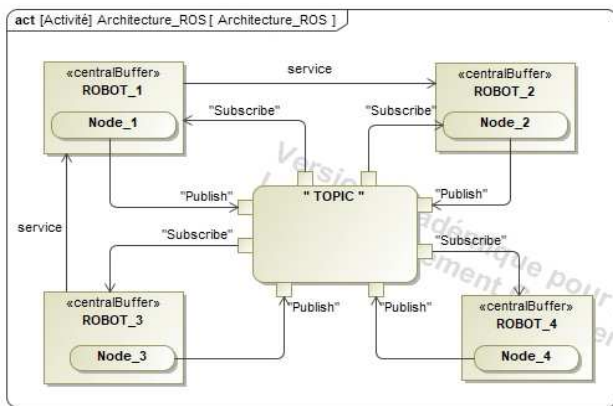 act [Activité] Architecture_ROS [ Architecture_ROS ]
«centralBuffer»
ROBOT_1
Node_1
service
«centralBuffer»
ROBOT_2
Node_2
"Subscribe"
"Subscribe"
"Publish"
" TOPIC "
"Publish"
service
"Subscribe"
"Subscribe"
«centralBuffer»
ROBOT_3
Node_3
"Publish"
"Publish"
«centralBuffer»
ROBOT_4
Node_4